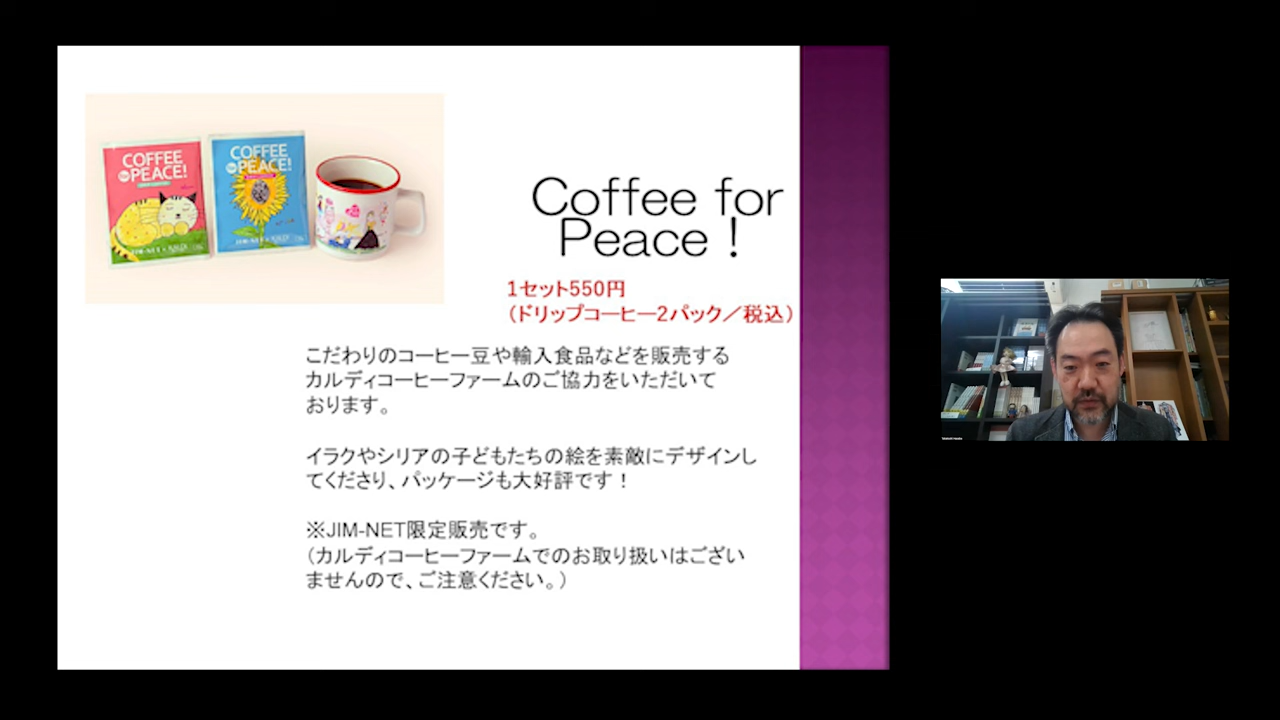 COFFEE
for PEACE!
COFFEE
for PEACE!
JIM-NET
JIM-NET
Coffee for
Peace！
1セット550円
（ドリップコーヒー2パック／税込）
こだわりのコーヒー豆や輸入食品などを販売する
カルディコーヒーファームのご協力をいただいて
おります。
イラクやシリアの子どもたちの絵を素敵にデザインし
てくださり、パッケージも大好評です！
※JIM-NET限定販売です。
（カルディコーヒーファームでのお取り扱いはござい
ませんので、ご注意ください。）